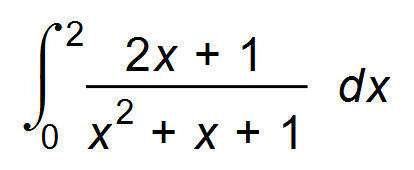 ∫₀² (2x + 1)/(x² + x + 1) dx